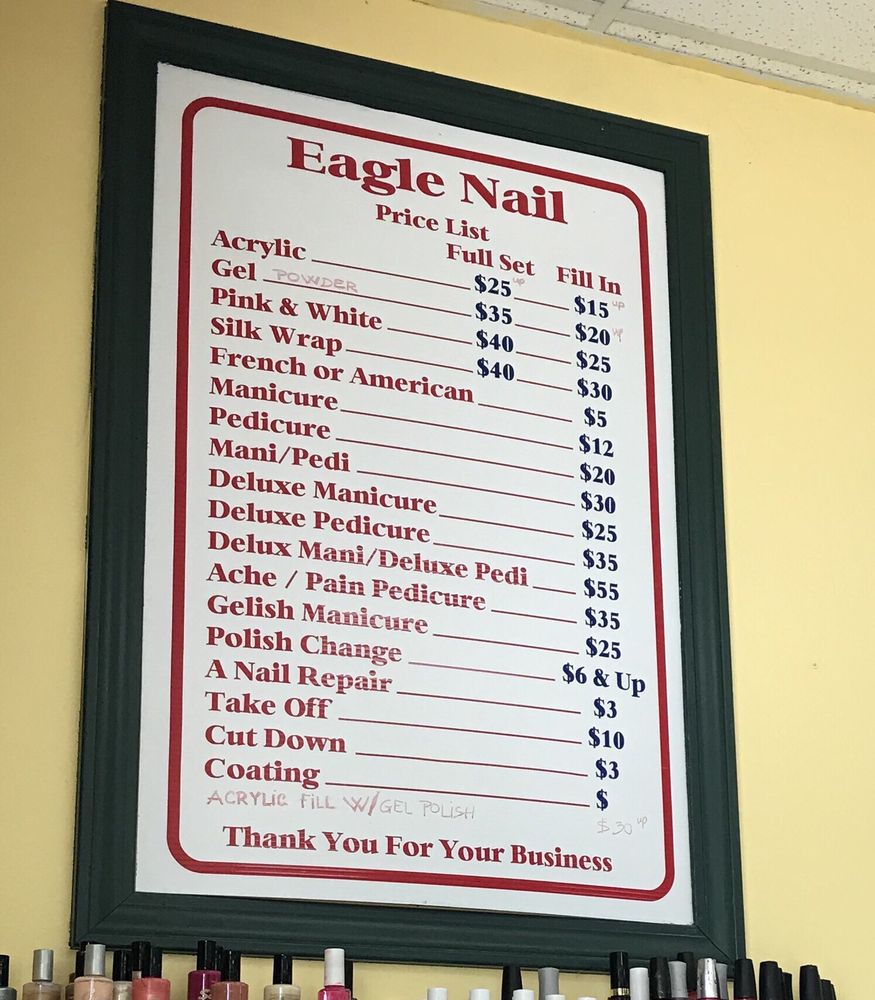 Eagle Nail
Price List
Full Set Fill In
Acrylic $25 up $15 up
Gel POWDER $35 $20 up
Pink & White $40 $25
Silk Wrap $40 $30
French or American $5
Manicure $12
Pedicure $20
Mani/Pedi $30
Deluxe Manicure $25
Deluxe Pedicure $35
Delux Mani/Deluxe Pedi $55
Ache / Pain Pedicure $35
Gelish Manicure $25
Polish Change $6 & Up
A Nail Repair $3
Take Off $10
Cut Down $3
Coating $
ACRYLIC FILL W/GEL POLISH $30 up
Thank You For Your Business